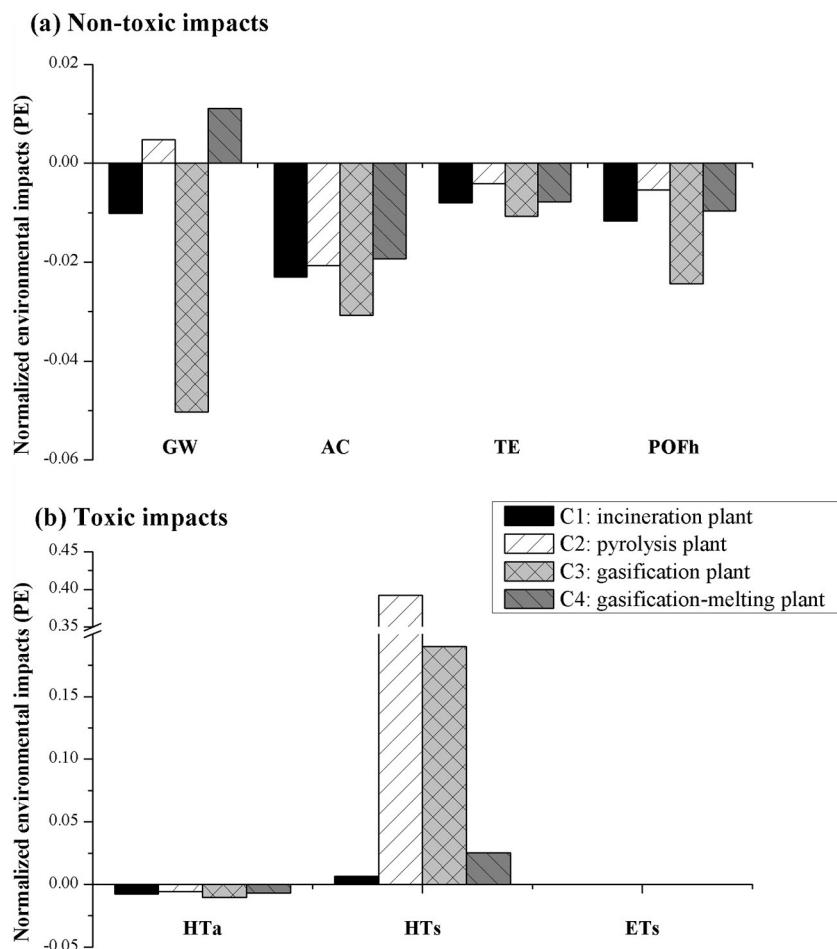 (a) Non-toxic impacts
Normalized environmental impacts (PE)
0.02
0.00
-0.02
-0.04
-0.06
GW AC TE POFh
(b) Toxic impacts
Normalized environmental impacts (PE)
0.45
0.40
0.35
0.15
0.10
0.05
0.00
-0.05
C1: incineration plant
C2: pyrolysis plant
C3: gasification plant
C4: gasification-melting plant
HTa HTs ETs